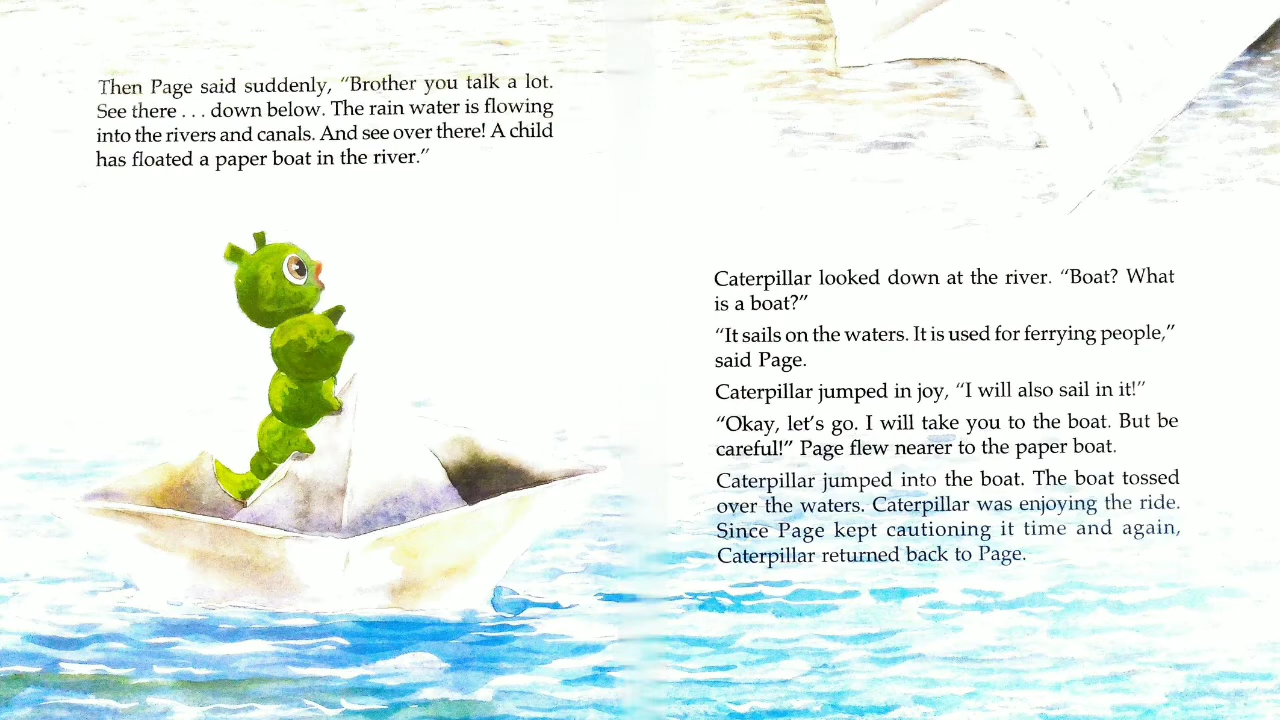 Then Page said suddenly, “Brother you talk a lot.
See there . . . down below. The rain water is flowing
into the rivers and canals. And see over there! A child
has floated a paper boat in the river.”
Caterpillar looked down at the river. “Boat? What
is a boat?”
“It sails on the waters. It is used for ferrying people,”
said Page.
Caterpillar jumped in joy, “I will also sail in it!”
“Okay, let’s go. I will take you to the boat. But be
careful!” Page flew nearer to the paper boat.
Caterpillar jumped into the boat. The boat tossed
over the waters. Caterpillar was enjoying the ride.
Since Page kept cautioning it time and again,
Caterpillar returned back to Page.